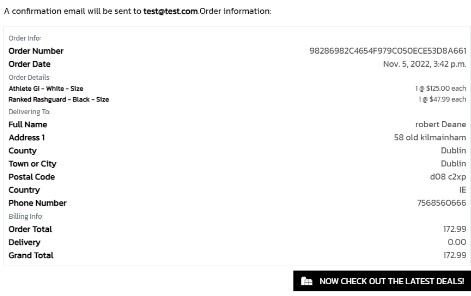 A confirmation email will be sent to test@test.com.Order information:
Order Info:
Order Number 98286982C4654F979C050ECE53D8A661
Order Date Nov. 5, 2022, 3:42 p.m.
Order Details:
Athlete Gi - White - Size 1 @ $125.00 each
Ranked Rashguard - Black - Size 1 @ $47.99 each
Delivering To:
Full Name robert Deane
Address 1 58 old kilmainham
County Dublin
Town or City Dublin
Postal Code d08 c2xp
Country IE
Phone Number 7568560666
Billing Info:
Order Total 172.99
Delivery 0.00
Grand Total 172.99
NOW CHECK OUT THE LATEST DEALS!